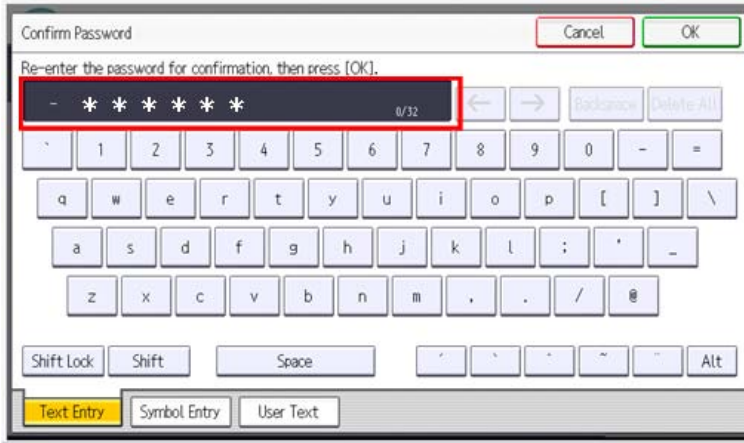 Confirm Password Cancel OK
Re-enter the password for confirmation, then press [OK].
- * * * * * * 0/32 ← → Backspace Delete All
` 1 2 3 4 5 6 7 8 9 0 - =
q w e r t y u i o p [ ] \
a s d f g h j k l ; ' _
z x c v b n m , . / @
Shift Lock Shift Space ´ ` ^ ~ ¨ Alt
Text Entry Symbol Entry User Text